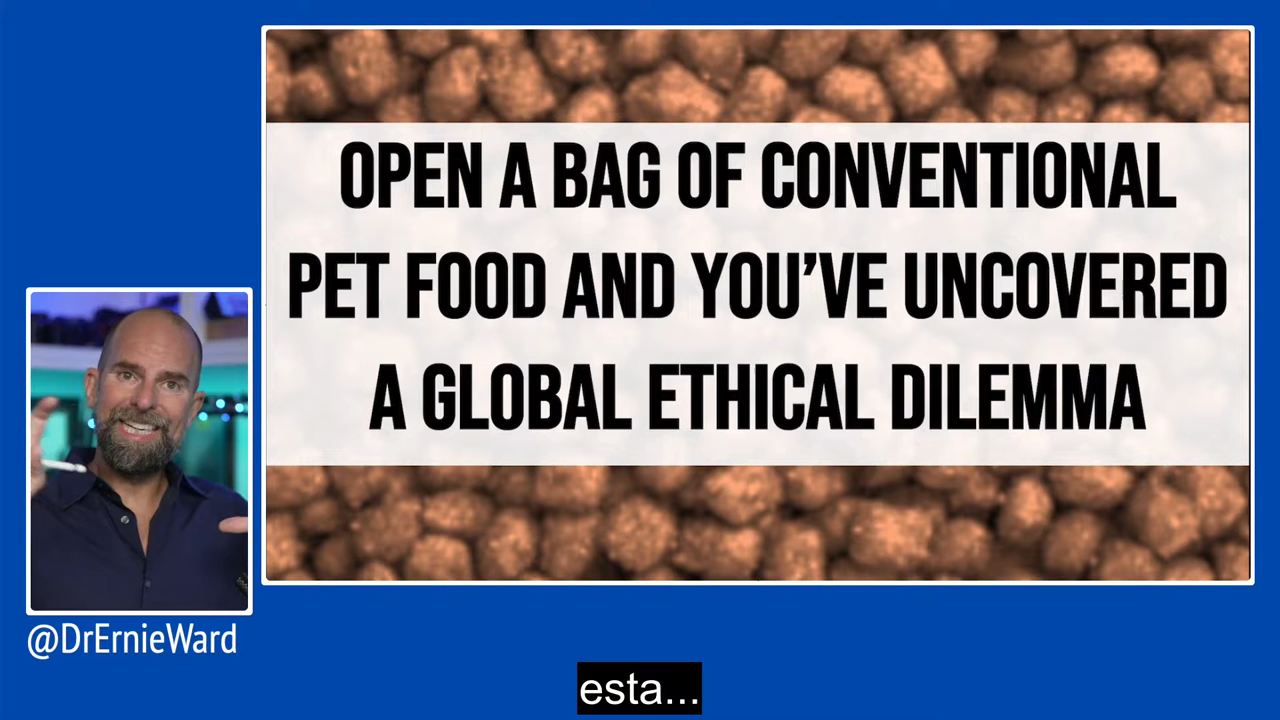 OPEN A BAG OF CONVENTIONAL
PET FOOD AND YOU'VE UNCOVERED
A GLOBAL ETHICAL DILEMMA
@DrErnieWard
esta...